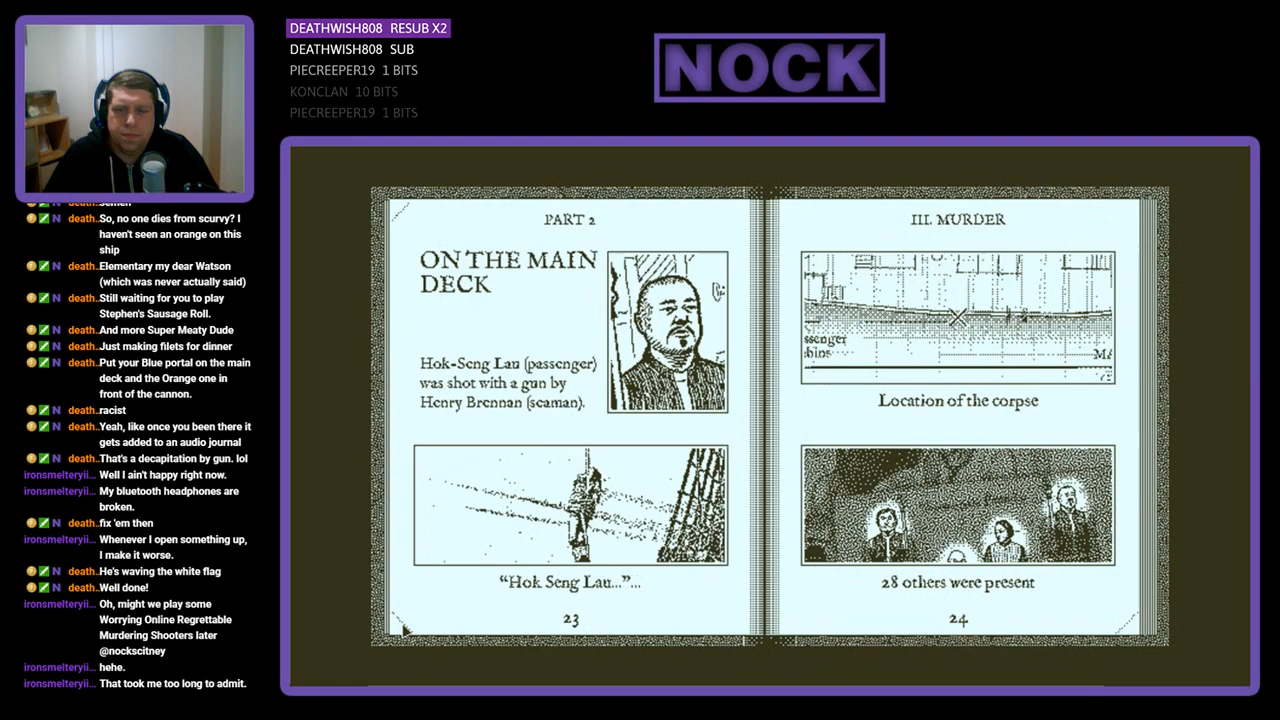 DEATHWISH808 RESUB X2
DEATHWISH808 SUB
PIECREEPER19 1 BITS
KONCLAN 10 BITS
PIECREEPER19 1 BITS
NOCK
semen
death..So, no one dies from scurvy? I
haven't seen an orange on this
ship
death..Elementary my dear Watson
(which was never actually said)
death..Still waiting for you to play
Stephen's Sausage Roll.
death..And more Super Meaty Dude
death..Just making filets for dinner
death..Put your Blue portal on the main
deck and the Orange one in
front of the cannon.
death..racist
death..Yeah, like once you been there it
gets added to an audio journal
death..That's a decapitation by gun. lol
ironsmelteryii...Well I ain't happy right now.
ironsmelteryii...My bluetooth headphones are
broken.
death..fix 'em then
ironsmelteryii...Whenever I open something up,
I make it worse.
death..He's waving the white flag
death..Well done!
ironsmelteryii...Oh, might we play some
Worrying Online Regrettable
Murdering Shooters later
@nockscitney
ironsmelteryii...hehe.
ironsmelteryii...That took me too long to admit.
PART 2
ON THE MAIN
DECK
Hok-Seng Lau (passenger)
was shot with a gun by
Henry Brennan (seaman).
"Hok Seng Lau..."...
23
III. MURDER
Location of the corpse
28 others were present
24